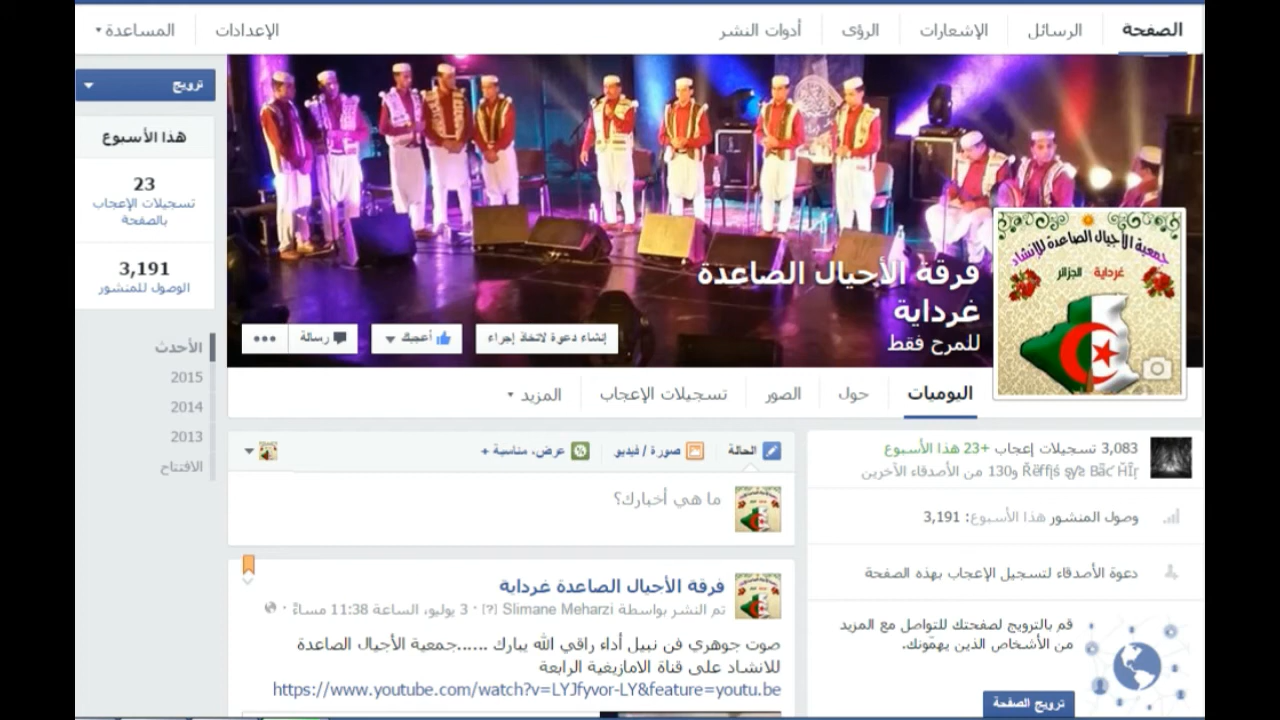 الصفحة
الرسائل
الإشعارات
الرؤى
أدوات النشر
الإعدادات
المساعدة
ترويج
هذا الأسبوع
23
تسجيلات الإعجاب
بالصفحة
3,191
الوصول للمنشور
الأحدث
2015
2014
2013
الافتتاح
جمعية الأجيال الصاعدة للإنشاد
غرداية الجزائر
فرقة الأجيال الصاعدة
غرداية
للمرح فقط
إنشاء دعوة لاتخاذ إجراء
أعجبك
رسالة
اليوميات
حول
الصور
تسجيلات الإعجاب
المزيد
3,083 تسجيلات إعجاب +23 هذا الأسبوع
و130 من الأصدقاء الآخرين
وصول المنشور هذا الأسبوع: 3,191
دعوة الأصدقاء لتسجيل الإعجاب بهذه الصفحة
قم بالترويج لصفحتك للتواصل مع المزيد
من الأشخاص الذين يهمّونك.
ترويج الصفحة
الحالة
صورة / فيديو
عرض، مناسبة +
ما هي أخبارك؟
فرقة الأجيال الصاعدة غرداية
تم النشر بواسطة Slimane Meharzi [?] · 3 يوليو، الساعة 11:38 مساءً ·
صوت جوهري فن نبيل أداء راقي الله يبارك ......جمعية الأجيال الصاعدة
للانشاد على قناة الامازيغية الرابعة
https://www.youtube.com/watch?v=LYJfyvor-LY&feature=youtu.be